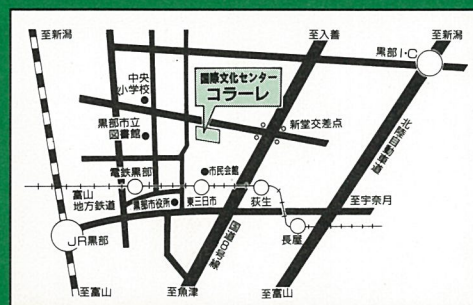 至新潟
至入善
至新潟
黒部I・C
中央
小学校
国際文化センター
コラーレ
黒部市立
図書館
新堂交差点
北陸自動車道
電鉄黒部
市民会館
富山
地方鉄道
黒部市役所
東三日市
荻生
至宇奈月
長屋
国道8号線
JR黒部
至富山
至魚津
至富山